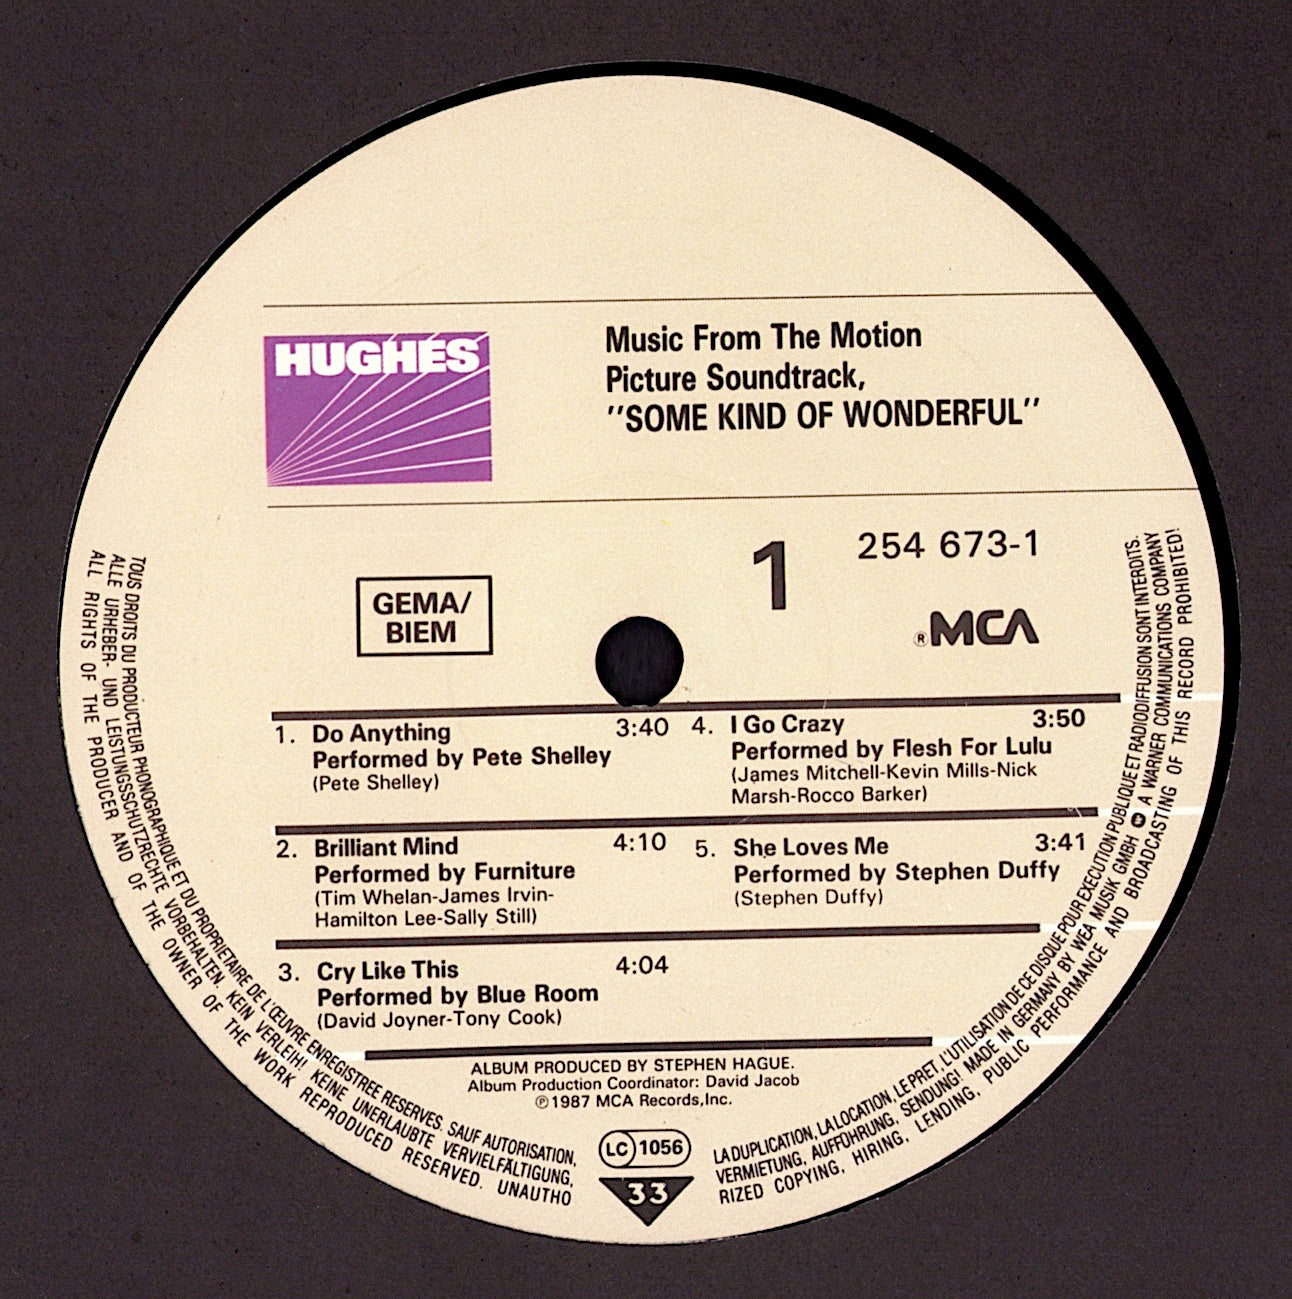 HUGHES
Music From The Motion
Picture Soundtrack,
"SOME KIND OF WONDERFUL"
GEMA/
BIEM
1
254 673-1
® MCA
1. Do Anything 3:40
Performed by Pete Shelley
(Pete Shelley)
2. Brilliant Mind 4:10
Performed by Furniture
(Tim Whelan-James Irvin-
Hamilton Lee-Sally Still)
3. Cry Like This 4:04
Performed by Blue Room
(David Joyner-Tony Cook)
4. I Go Crazy 3:50
Performed by Flesh For Lulu
(James Mitchell-Kevin Mills-Nick
Marsh-Rocco Barker)
5. She Loves Me 3:41
Performed by Stephen Duffy
(Stephen Duffy)
ALBUM PRODUCED BY STEPHEN HAGUE.
Album Production Coordinator: David Jacob
℗1987 MCA Records,Inc.
LC 1056
33
TOUS DROITS DU PRODUCTEUR PHONOGRAPHIQUE ET DU PROPRIETAIRE DE L'ŒUVRE ENREGISTREE RESERVES. SAUF AUTORISATION, LA DUPLICATION, LA LOCATION, LE PRET, L'UTILISATION DE CE DISQUE POUR EXECUTION PUBLIQUE ET RADIODIFFUSION SONT INTERDITS.
ALLE URHEBER- UND LEISTUNGSSCHUTZRECHTE VORBEHALTEN. KEIN VERLEIH! KEINE UNERLAUBTE VERVIELFÄLTIGUNG, VERMIETUNG, AUFFÜHRUNG, SENDUNG! MADE IN GERMANY BY WEA MUSIK GMBH A WARNER COMMUNICATIONS COMPANY
ALL RIGHTS OF THE PRODUCER AND OF THE OWNER OF THE WORK REPRODUCED RESERVED. UNAUTHORIZED COPYING, HIRING, LENDING, PUBLIC PERFORMANCE AND BROADCASTING OF THIS RECORD PROHIBITED!